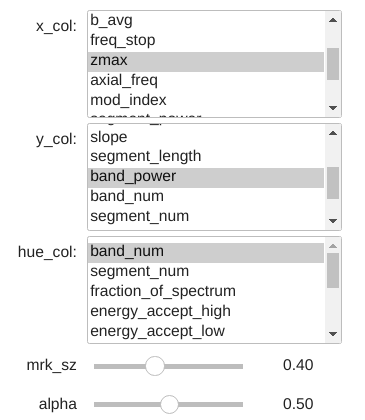 x_col:
b_avg
freq_stop
zmax
axial_freq
mod_index
y_col:
slope
segment_length
band_power
band_num
segment_num
hue_col:
band_num
segment_num
fraction_of_spectrum
energy_accept_high
energy_accept_low
mrk_sz 0.40
alpha 0.50